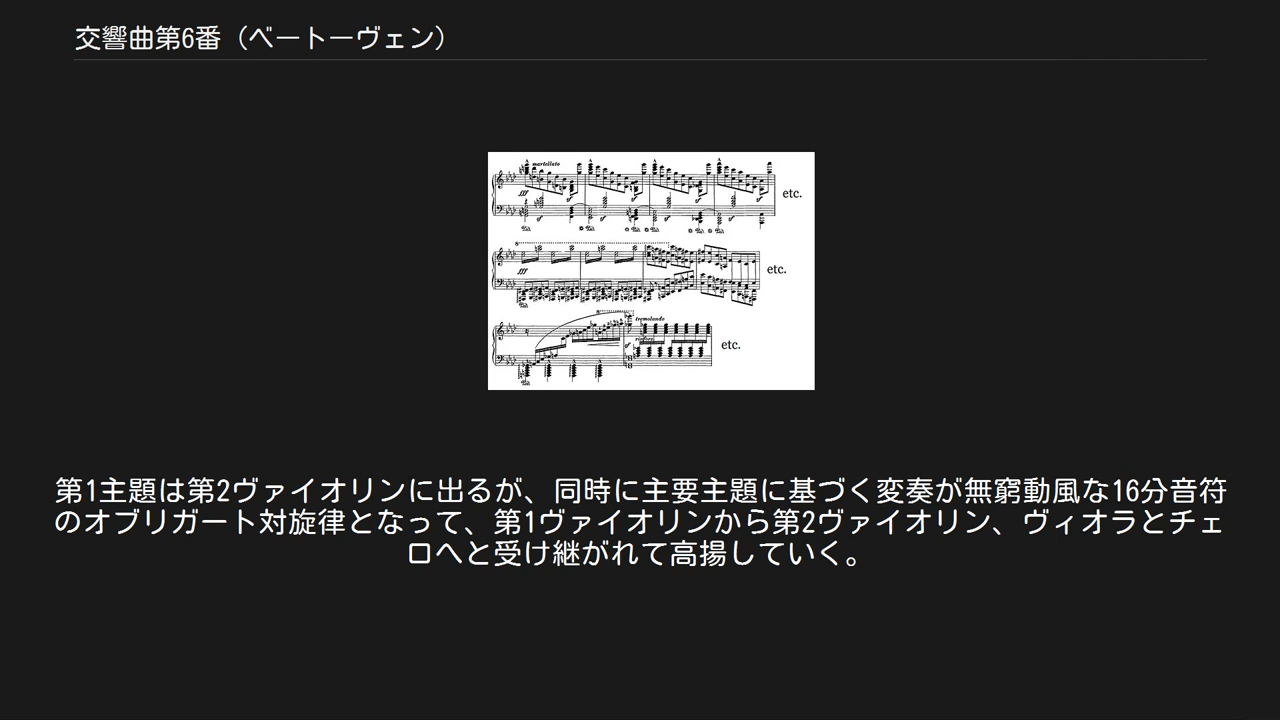 交響曲第6番（ベートーヴェン）
martellato
fff
etc.
fff
etc.
tremolando
rinforz.
etc.
第1主題は第2ヴァイオリンに出るが、同時に主要主題に基づく変奏が無窮動風な16分音符
のオブリガート対旋律となって、第1ヴァイオリンから第2ヴァイオリン、ヴィオラとチェ
ロへと受け継がれて高揚していく。